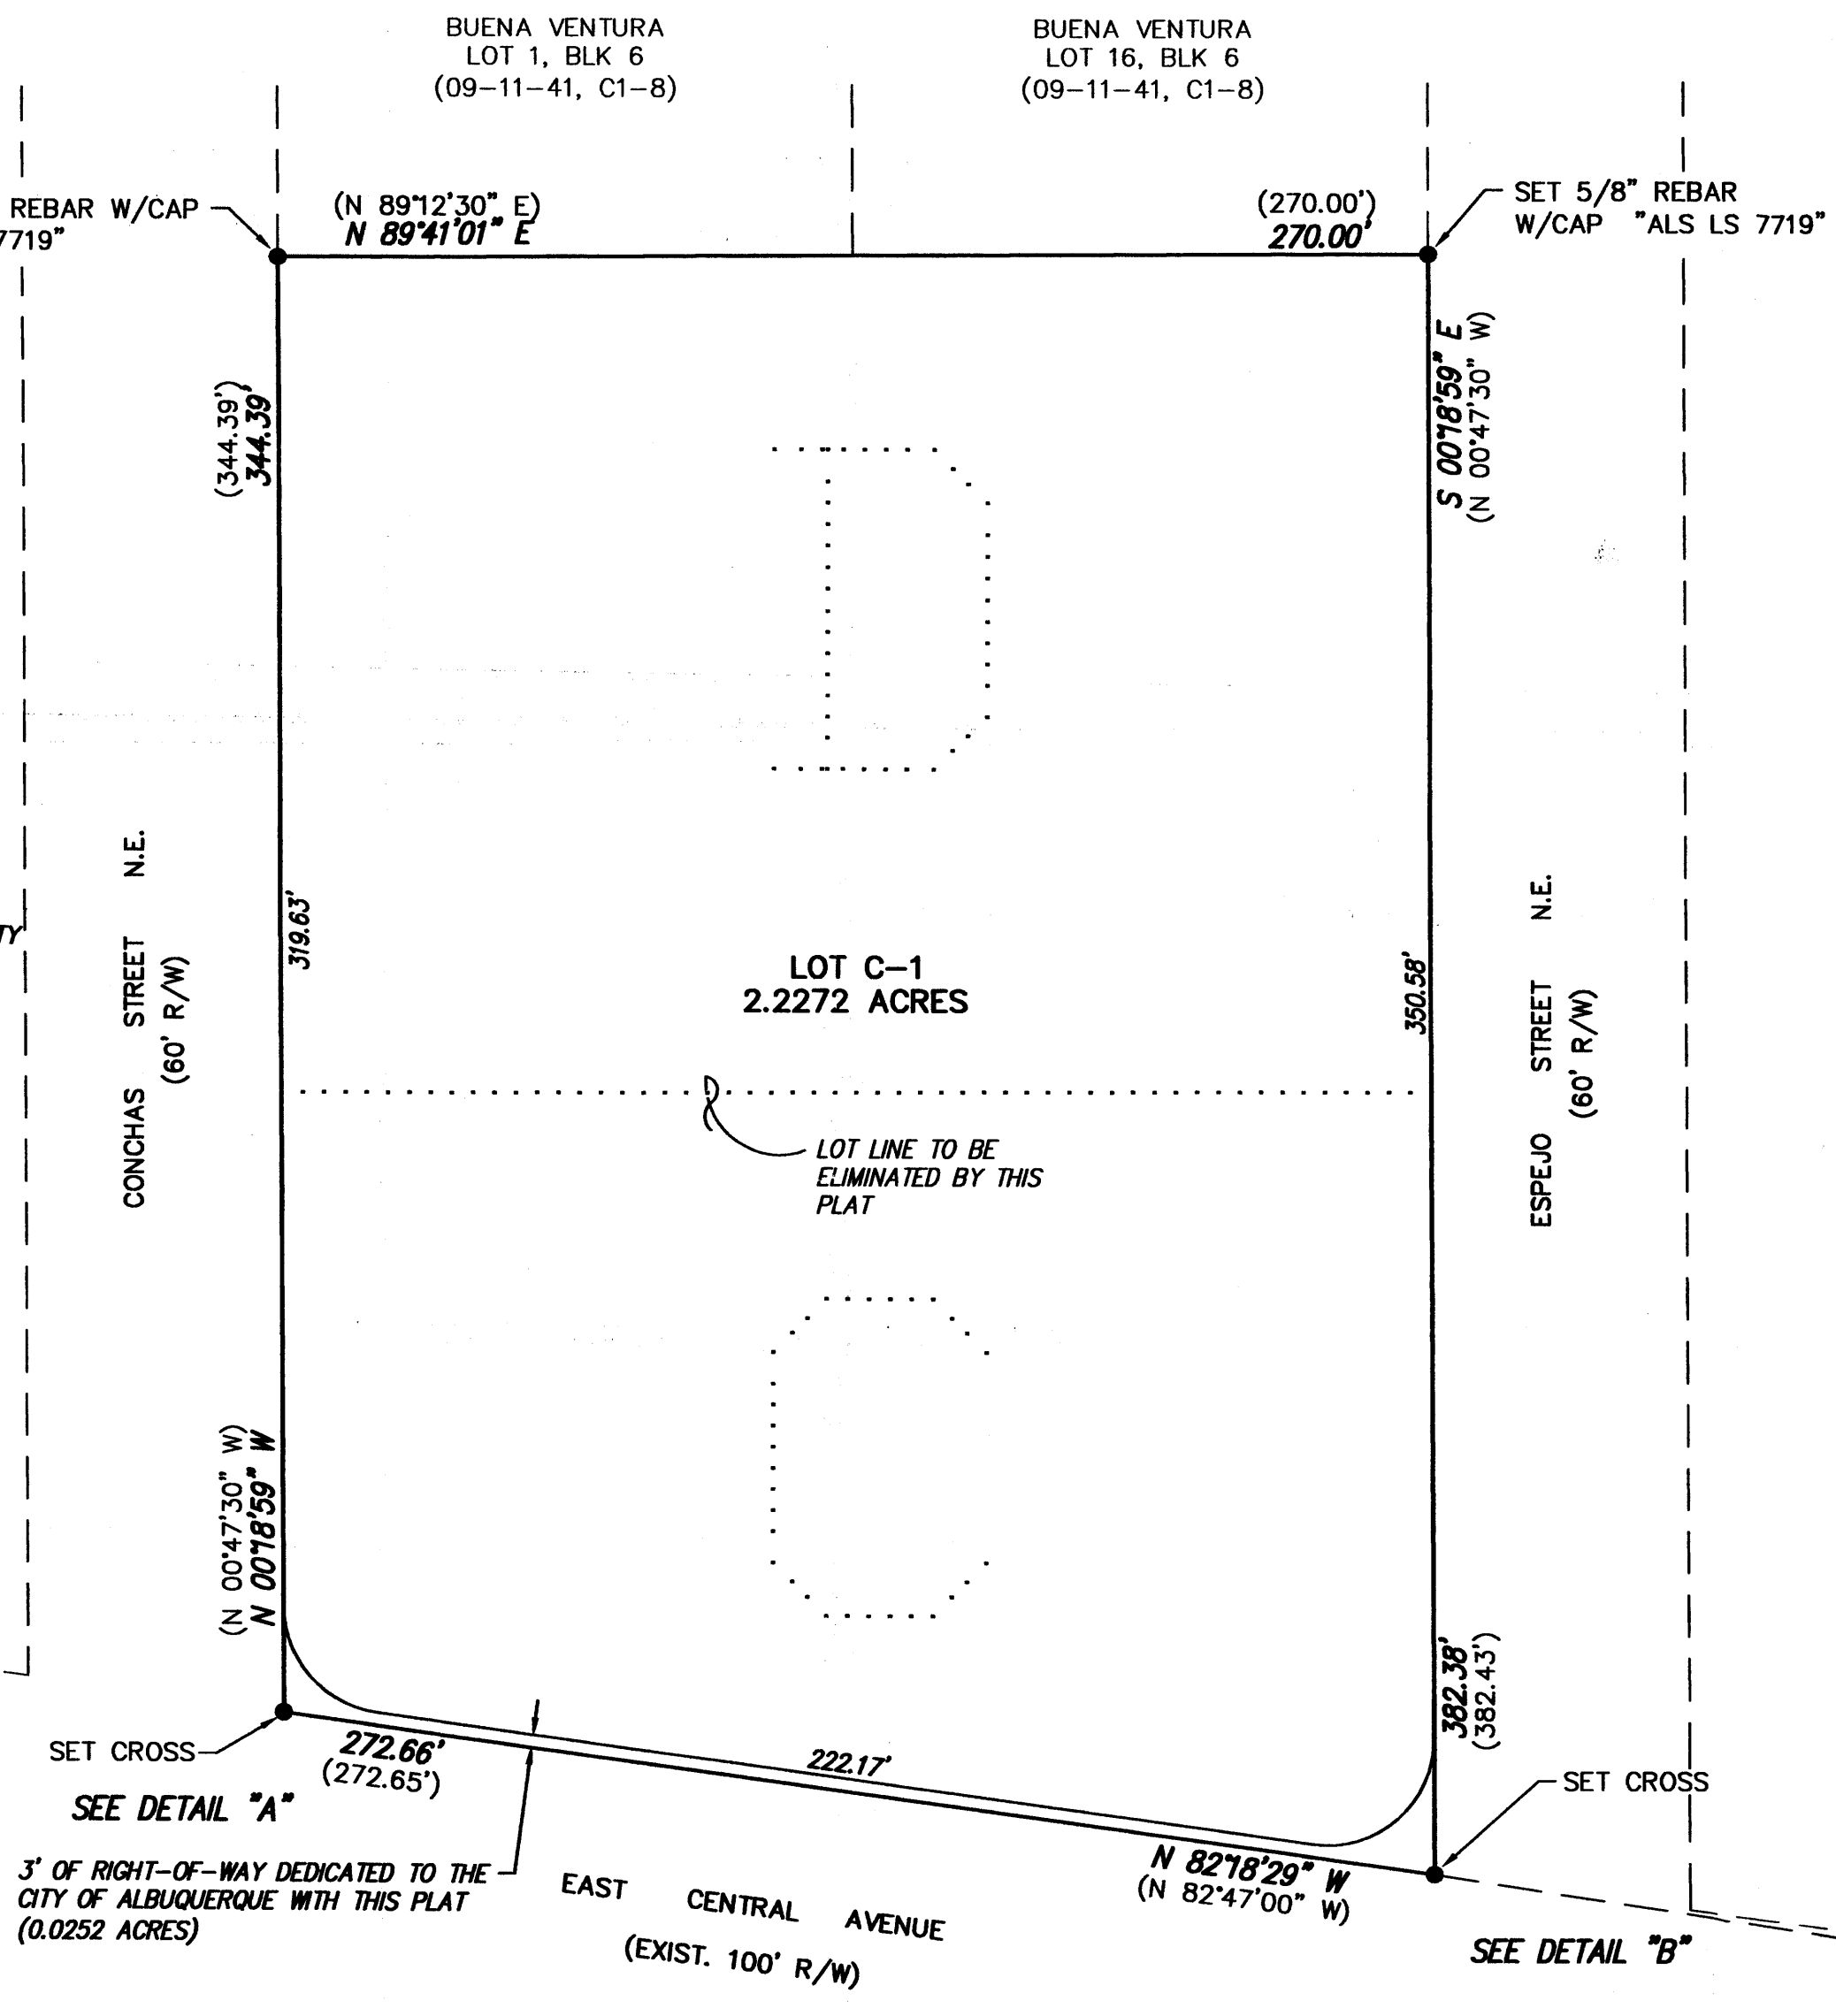 BUENA VENTURA
LOT 1, BLK 6
(09-11-41, C1-8)
BUENA VENTURA
LOT 16, BLK 6
(09-11-41, C1-8)
REBAR W/CAP
7719"
(N 89°12'30" E)
N 89°41'01" E
(270.00')
270.00'
SET 5/8" REBAR
W/CAP "ALS LS 7719"
(344.39')
344.39'
S 00°18'59" E
(N 00°47'30" W)
D
CONCHAS STREET N.E.
(60' R/W)
TY
319.63'
LOT C-1
2.2272 ACRES
350.58'
ESPEJO STREET N.E.
(60' R/W)
LOT LINE TO BE
ELIMINATED BY THIS
PLAT
C
(N 00°47'30" W)
N 00°18'59" W
382.38'
(382.43')
SET CROSS
272.66'
(272.65')
222.17'
SET CROSS
SEE DETAIL "A"
3' OF RIGHT-OF-WAY DEDICATED TO THE
CITY OF ALBUQUERQUE WITH THIS PLAT
(0.0252 ACRES)
EAST CENTRAL AVENUE
(EXIST. 100' R/W)
N 82°18'29" W
(N 82°47'00" W)
SEE DETAIL "B"